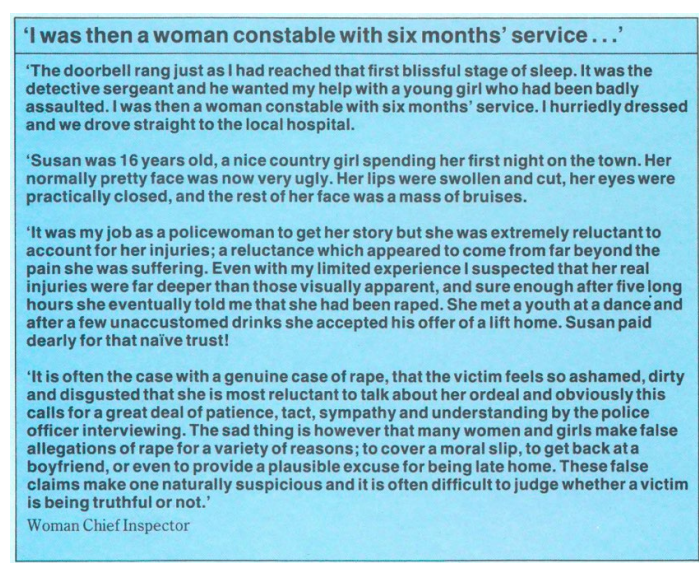 ‘I was then a woman constable with six months’ service . . .’
‘The doorbell rang just as I had reached that first blissful stage of sleep. It was the
detective sergeant and he wanted my help with a young girl who had been badly
assaulted. I was then a woman constable with six months’ service. I hurriedly dressed
and we drove straight to the local hospital.
‘Susan was 16 years old, a nice country girl spending her first night on the town. Her
normally pretty face was now very ugly. Her lips were swollen and cut, her eyes were
practically closed, and the rest of her face was a mass of bruises.
‘It was my job as a policewoman to get her story but she was extremely reluctant to
account for her injuries; a reluctance which appeared to come from far beyond the
pain she was suffering. Even with my limited experience I suspected that her real
injuries were far deeper than those visually apparent, and sure enough after five long
hours she eventually told me that she had been raped. She met a youth at a dance and
after a few unaccustomed drinks she accepted his offer of a lift home. Susan paid
dearly for that naïve trust!
‘It is often the case with a genuine case of rape, that the victim feels so ashamed, dirty
and disgusted that she is most reluctant to talk about her ordeal and obviously this
calls for a great deal of patience, tact, sympathy and understanding by the police
officer interviewing. The sad thing is however that many women and girls make false
allegations of rape for a variety of reasons; to cover a moral slip, to get back at a
boyfriend, or even to provide a plausible excuse for being late home. These false
claims make one naturally suspicious and it is often difficult to judge whether a victim
is being truthful or not.’
Woman Chief Inspector